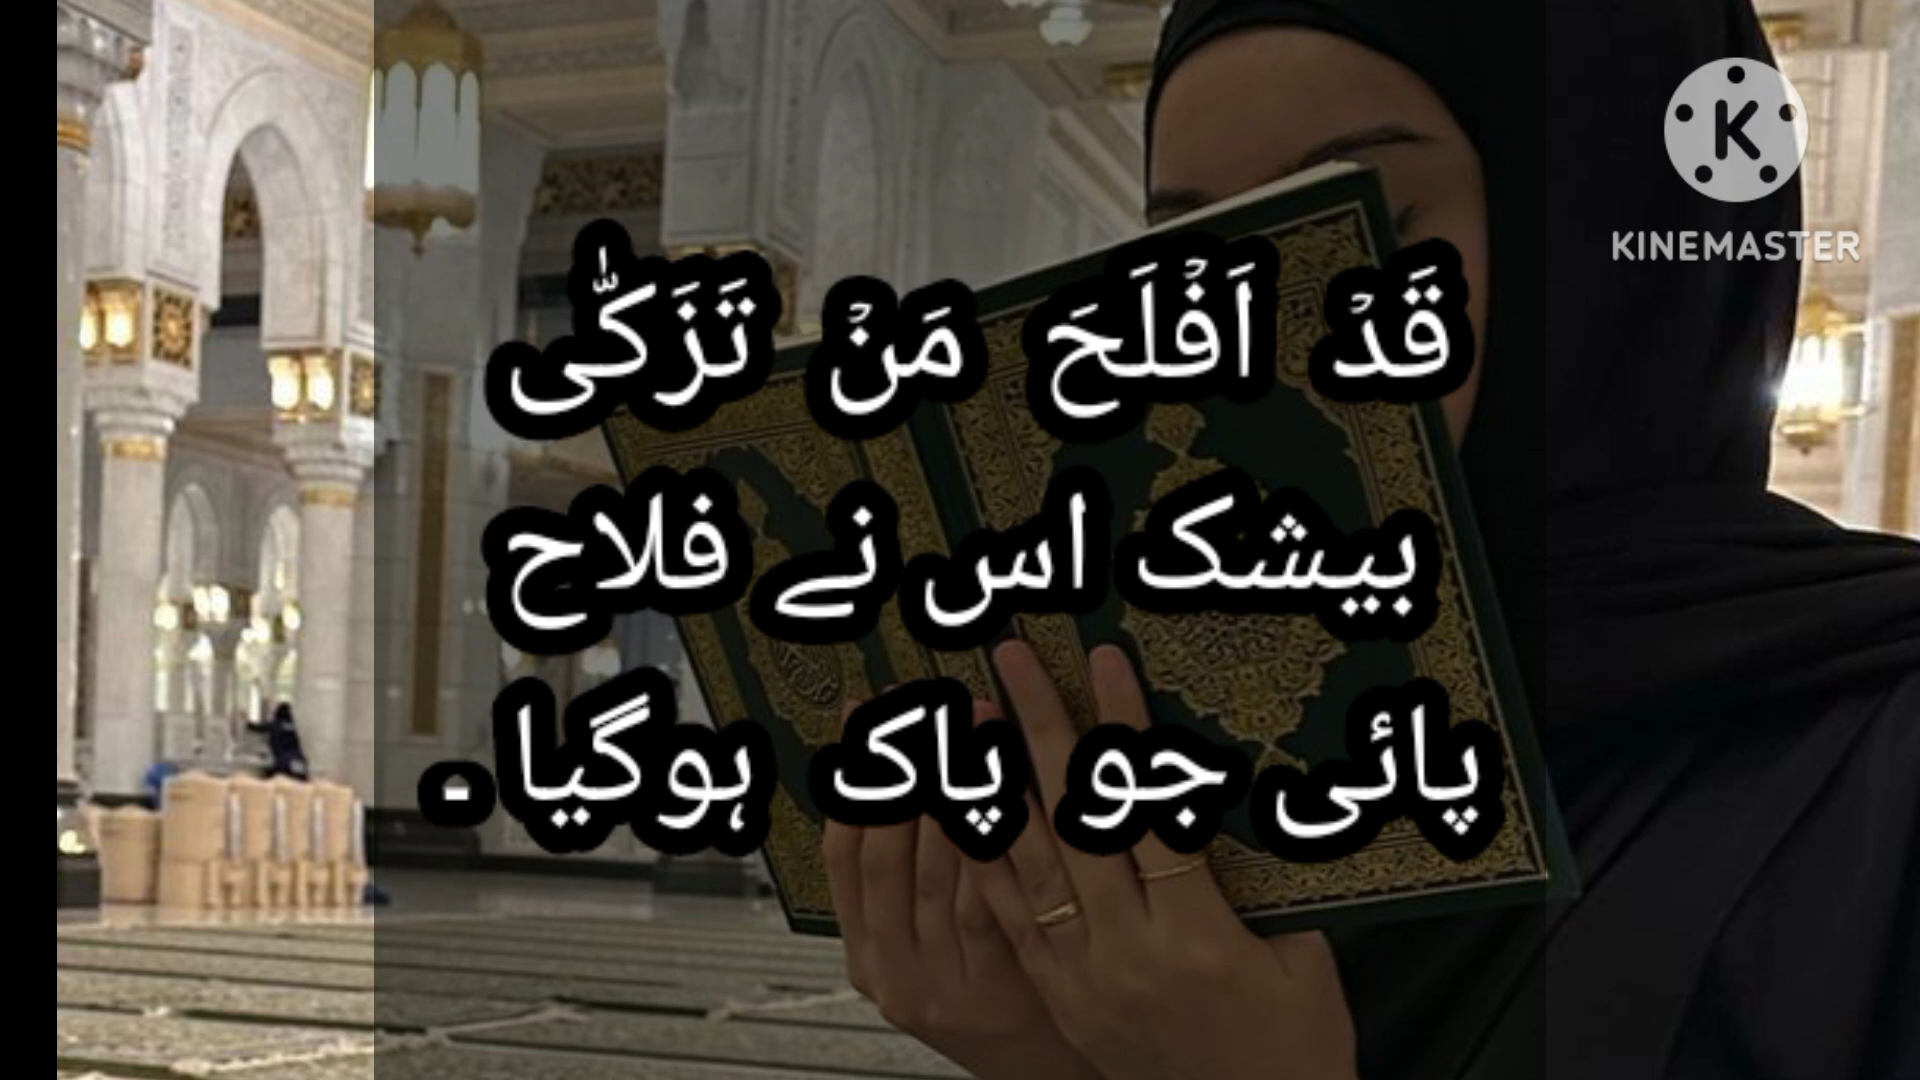 قَدۡ اَفۡلَحَ مَنۡ تَزَكّٰى
بیشک اس نے فلاح
پائی جو پاک ہوگیا۔
KINEMASTER